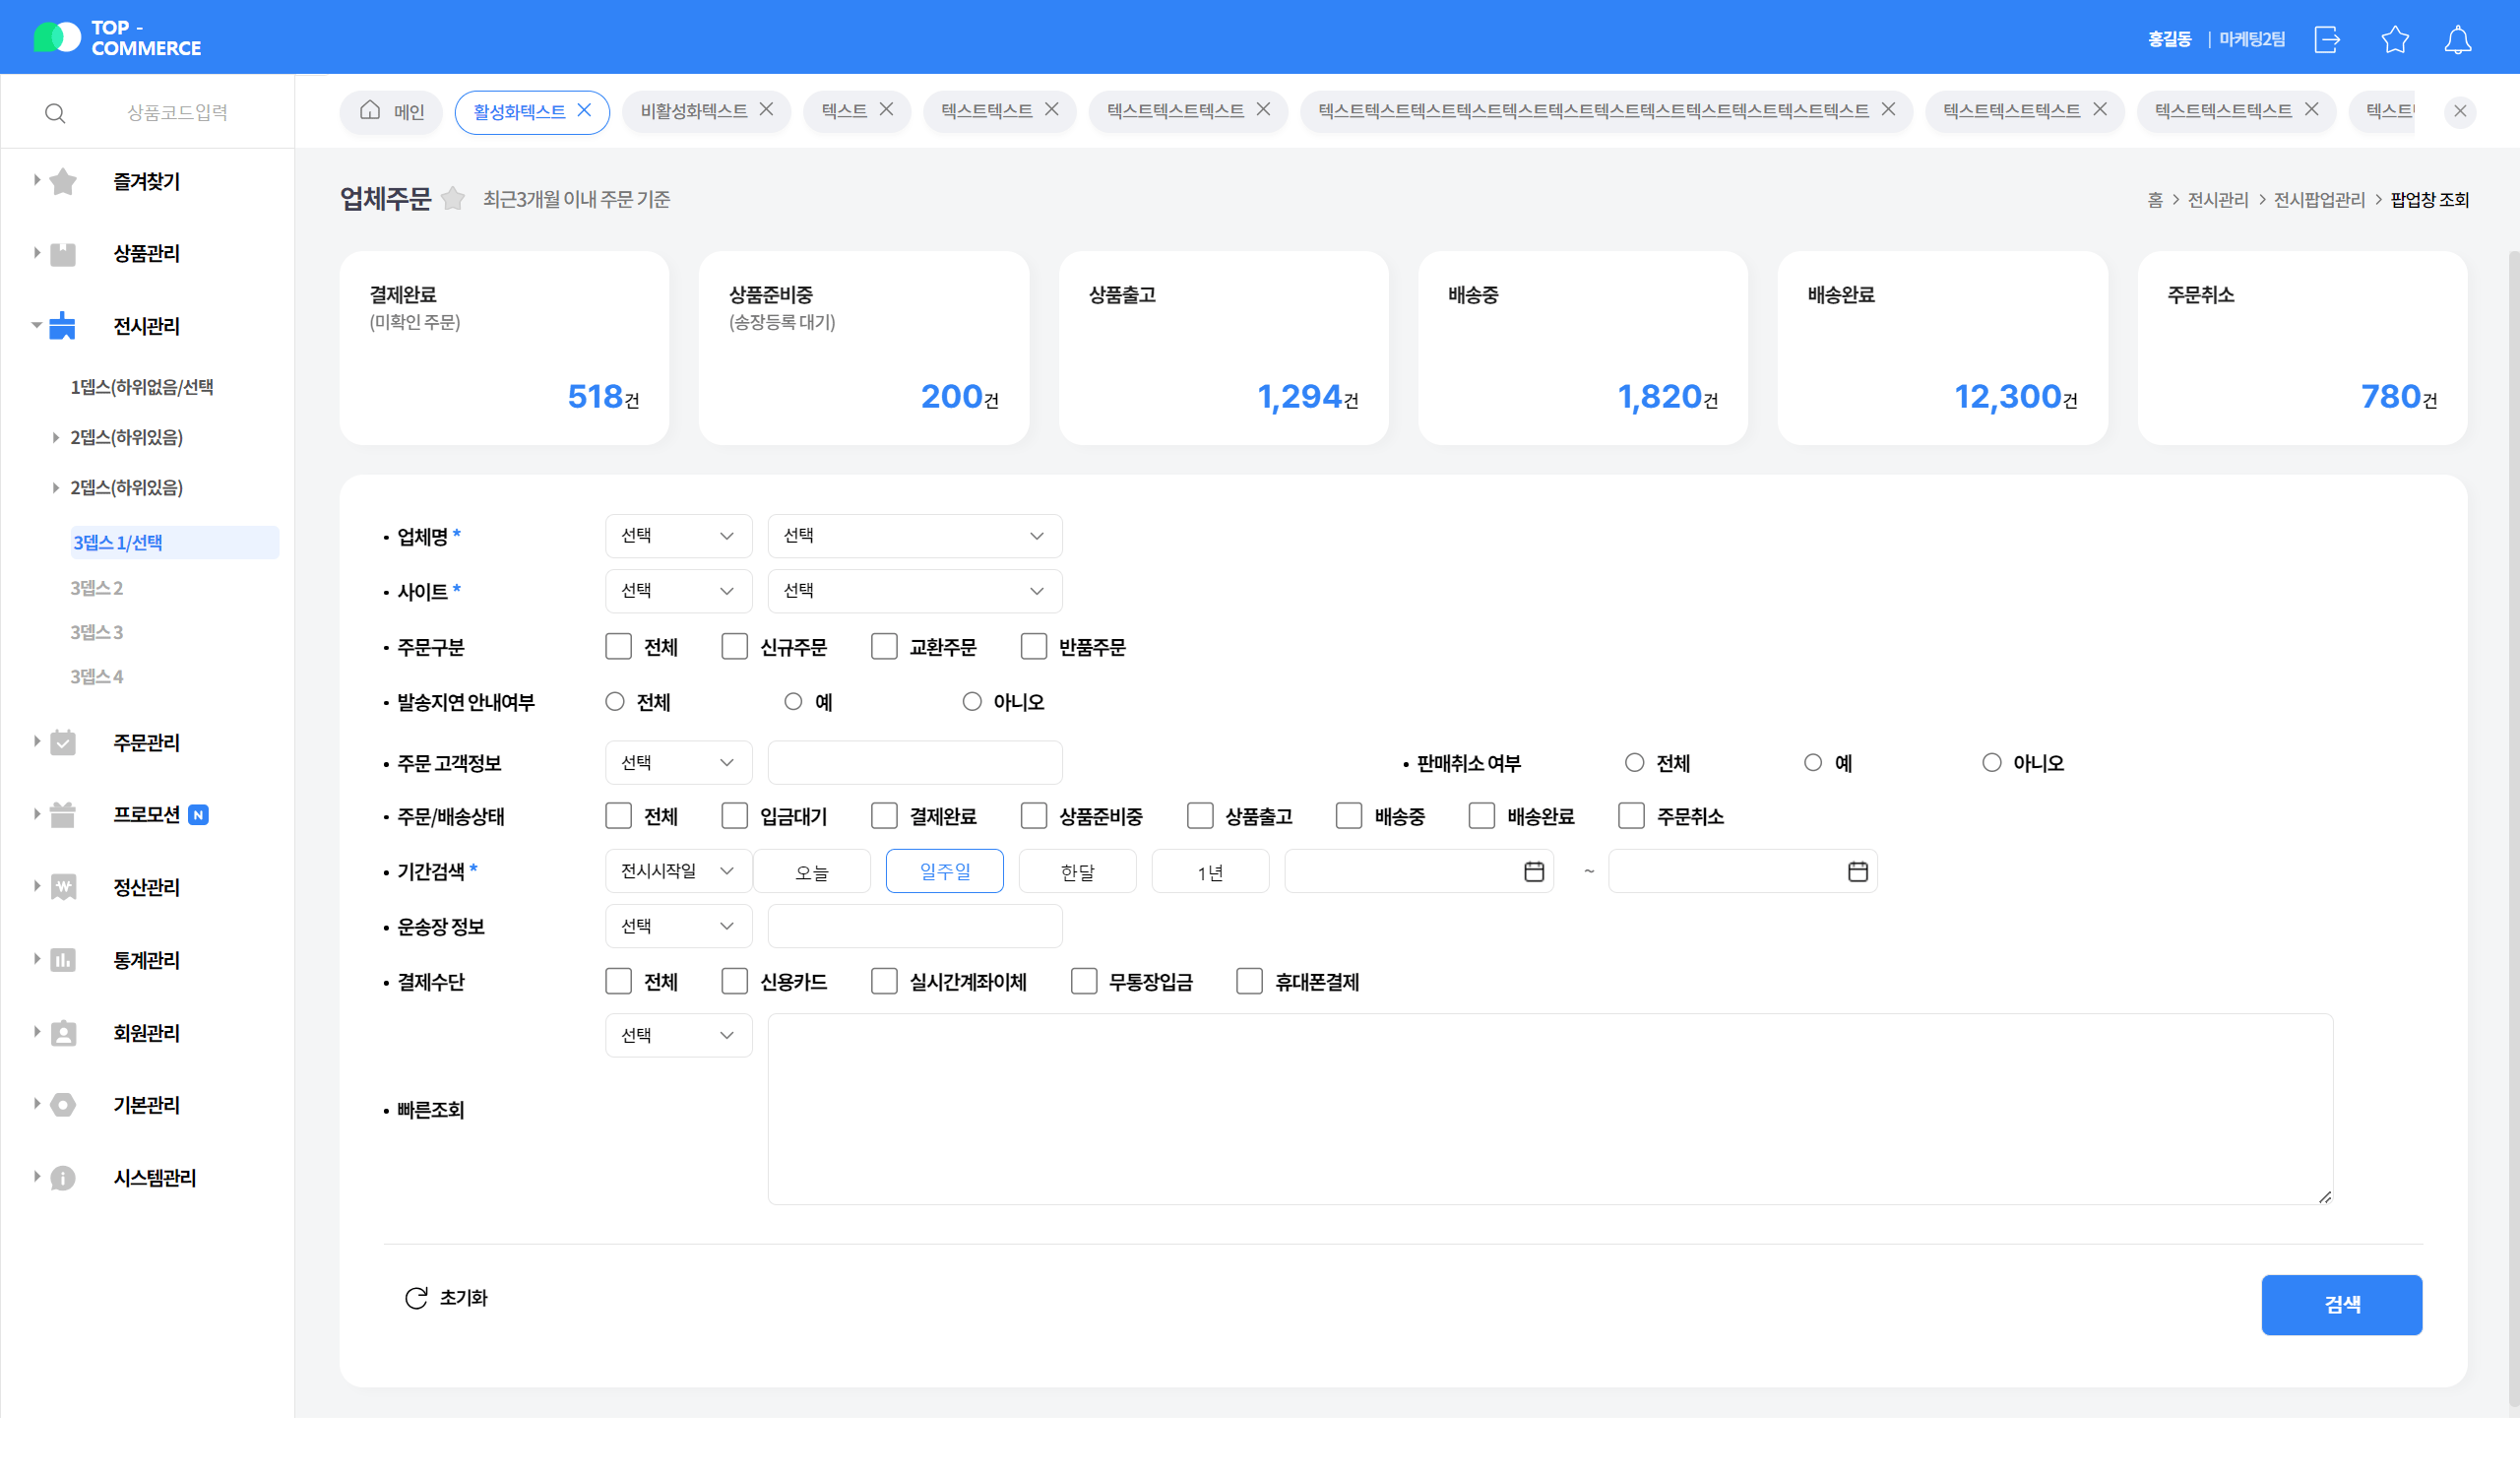 TOP -
COMMERCE
홍길동 | 마케팅2팀
상품코드입력
메인
활성화텍스트
비활성화텍스트
텍스트
텍스트텍스트
텍스트텍스트텍스트
텍스트텍스트텍스트텍스트텍스트텍스트텍스트텍스트텍스트텍스트텍스트텍스트
텍스트텍스트텍스트
텍스트텍스트텍스트
텍스트
즐겨찾기
상품관리
전시관리
1뎁스(하위없음/선택
2뎁스(하위있음)
2뎁스(하위있음)
3뎁스 1/선택
3뎁스 2
3뎁스 3
3뎁스 4
주문관리
프로모션 N
정산관리
통계관리
회원관리
기본관리
시스템관리
업체주문 최근3개월 이내 주문 기준
홈 > 전시관리 > 전시팝업관리 > 팝업창 조회
결제완료
(미확인 주문)
518건
상품준비중
(송장등록 대기)
200건
상품출고
1,294건
배송중
1,820건
배송완료
12,300건
주문취소
780건
• 업체명 * 선택 선택
• 사이트 * 선택 선택
• 주문구분 전체 신규주문 교환주문 반품주문
• 발송지연 안내여부 전체 예 아니오
• 주문 고객정보 선택 • 판매취소 여부 전체 예 아니오
• 주문/배송상태 전체 입금대기 결제완료 상품준비중 상품출고 배송중 배송완료 주문취소
• 기간검색 * 전시시작일 오늘 일주일 한달 1년 ~
• 운송장 정보 선택
• 결제수단 전체 신용카드 실시간계좌이체 무통장입금 휴대폰결제
선택
• 빠른조회
초기화
검색